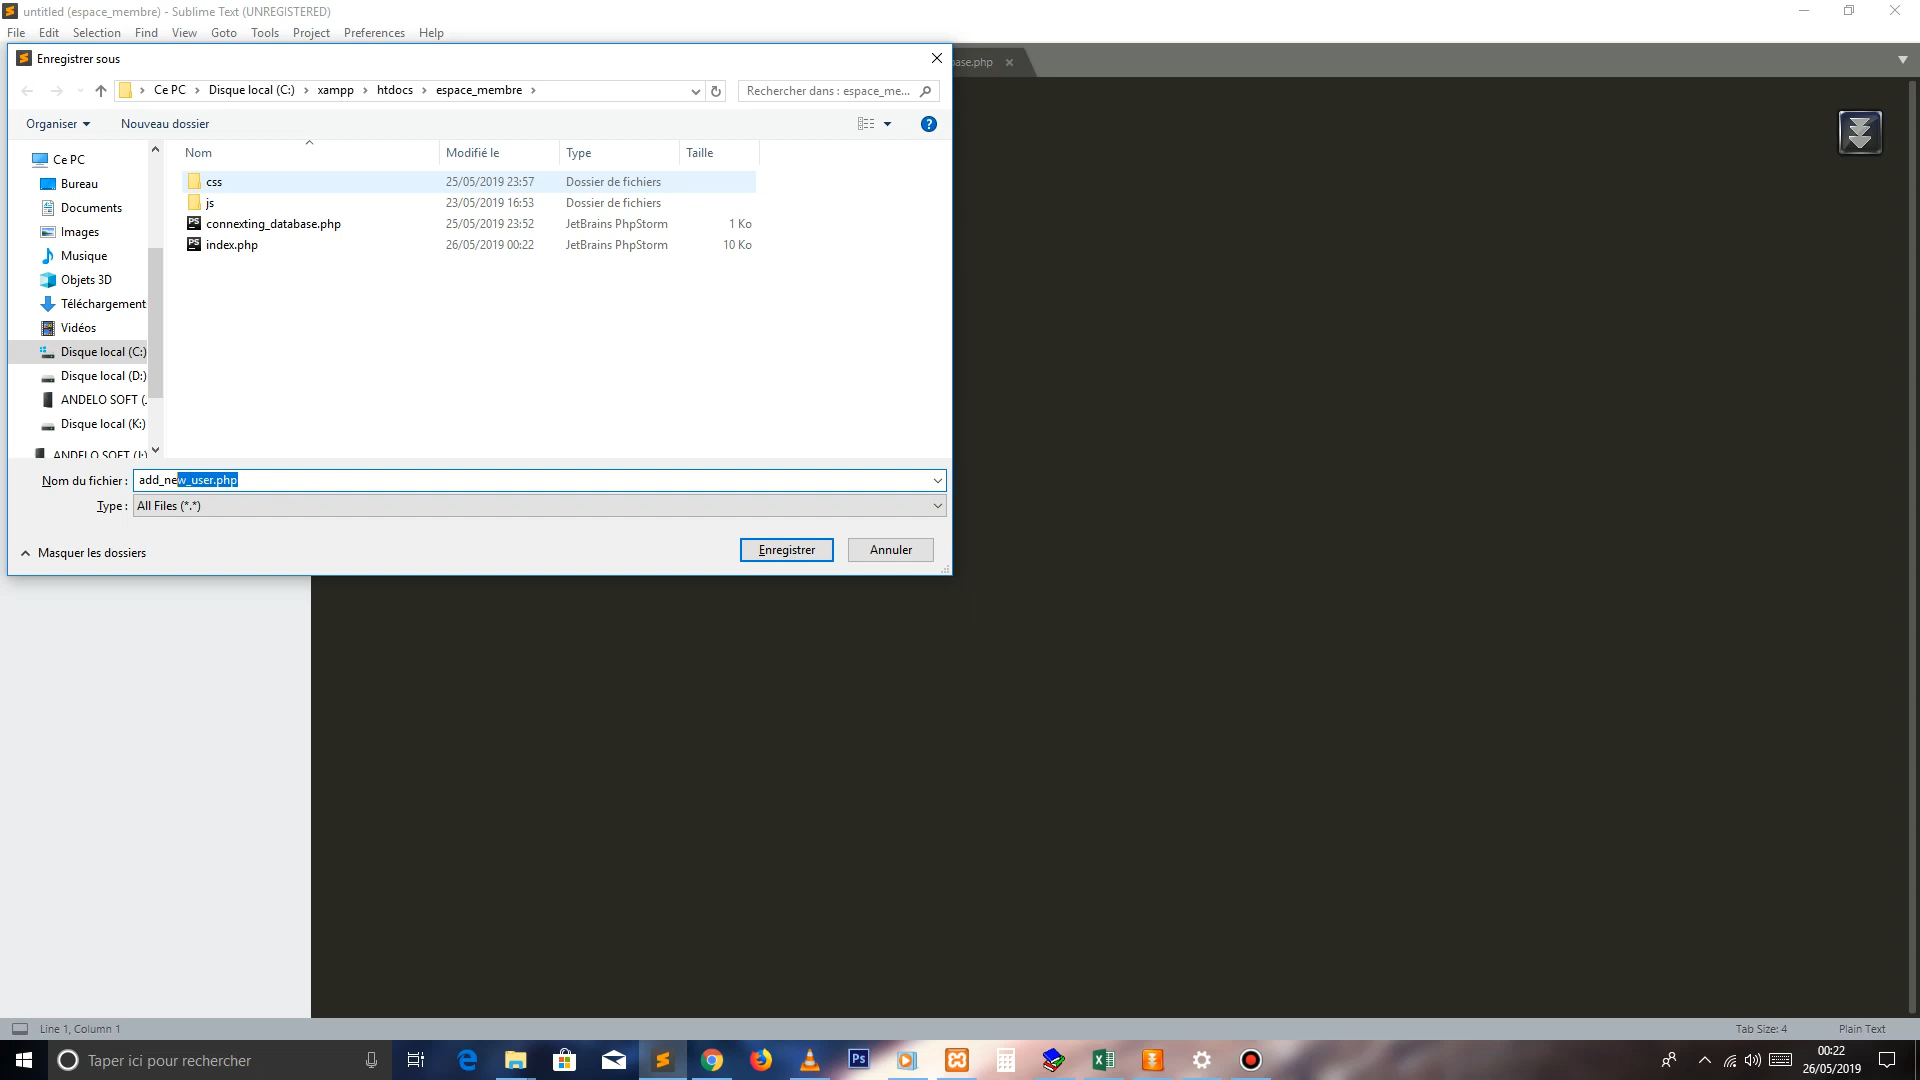 untitled (espace_membre) - Sublime Text (UNREGISTERED)
File Edit Selection Find View Goto Tools Project Preferences Help
Enregistrer sous
base.php
Ce PC > Disque local (C:) > xampp > htdocs > espace_membre >
Rechercher dans : espace_me...
Organiser
Nouveau dossier
Nom Modifié le Type Taille
Ce PC
Bureau
Documents
Images
Musique
Objets 3D
Téléchargement
Vidéos
Disque local (C:)
Disque local (D:)
ANDELO SOFT (
Disque local (K:)
ANDELO SOFT (I:)
css 25/05/2019 23:57 Dossier de fichiers
js 23/05/2019 16:53 Dossier de fichiers
connexting_database.php 25/05/2019 23:52 JetBrains PhpStorm 1 Ko
index.php 26/05/2019 00:22 JetBrains PhpStorm 10 Ko
Nom du fichier : add_new_user.php
Type : All Files (*.*)
Masquer les dossiers
Enregistrer
Annuler
Line 1, Column 1
Tab Size: 4
Plain Text
Taper ici pour rechercher
00:22
26/05/2019